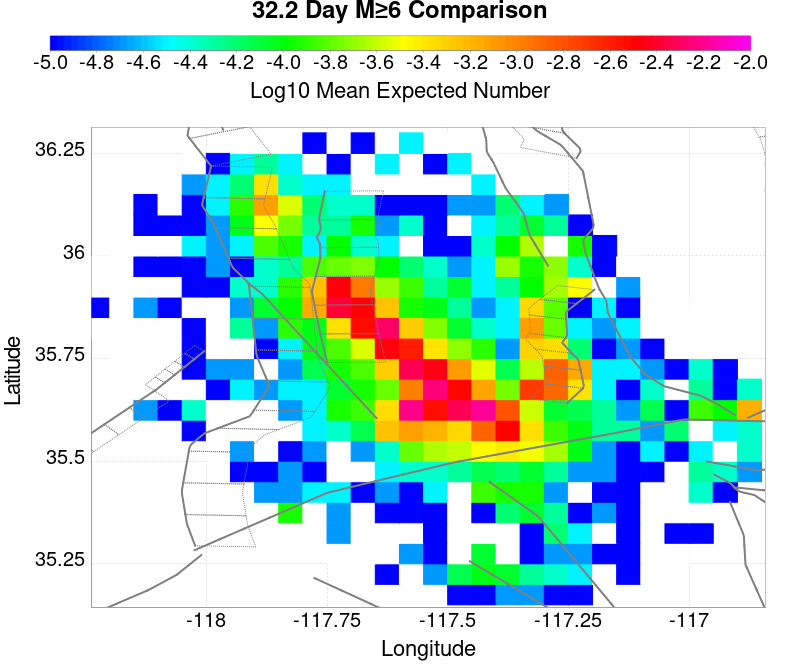 32.2 Day M≥6 Comparison
-5.0 -4.8 -4.6 -4.4 -4.2 -4.0 -3.8 -3.6 -3.4 -3.2 -3.0 -2.8 -2.6 -2.4 -2.2 -2.0
Log10 Mean Expected Number
36.25
36
35.75
35.5
35.25
Latitude
-118 -117.75 -117.5 -117.25 -117
Longitude